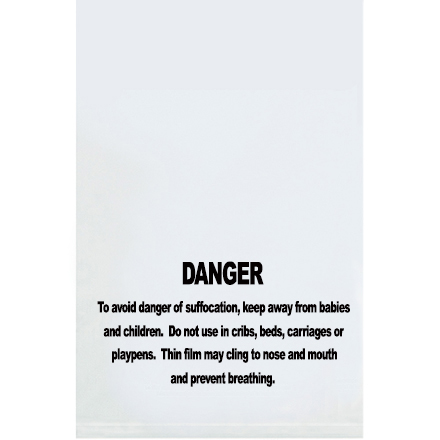 DANGER
To avoid danger of suffocation, keep away from babies
and children.  Do not use in cribs, beds, carriages or
playpens.  Thin film may cling to nose and mouth
and prevent breathing.